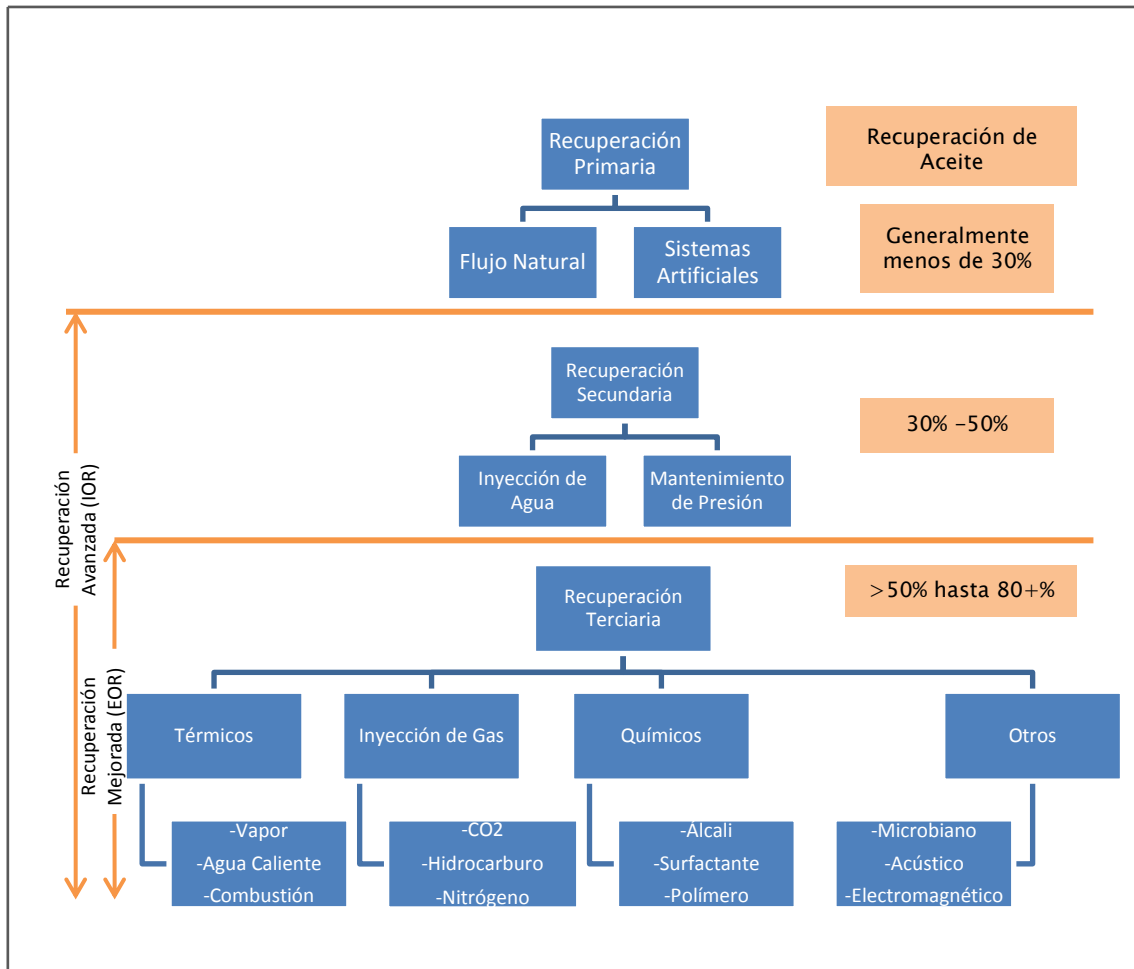 Recuperación
Primaria
Recuperación de
Aceite
Flujo Natural
Sistemas
Artificiales
Generalmente
menos de 30%
Recuperación
Avanzada (IOR)
Recuperación
Secundaria
30% –50%
Inyección de
Agua
Mantenimiento
de Presión
Recuperación
Mejorada (EOR)
Recuperación
Terciaria
>50% hasta 80+%
Térmicos
Inyección de Gas
Químicos
Otros
-Vapor
-Agua Caliente
-Combustión
-CO2
-Hidrocarburo
-Nitrógeno
-Álcali
-Surfactante
-Polímero
-Microbiano
-Acústico
-Electromagnético